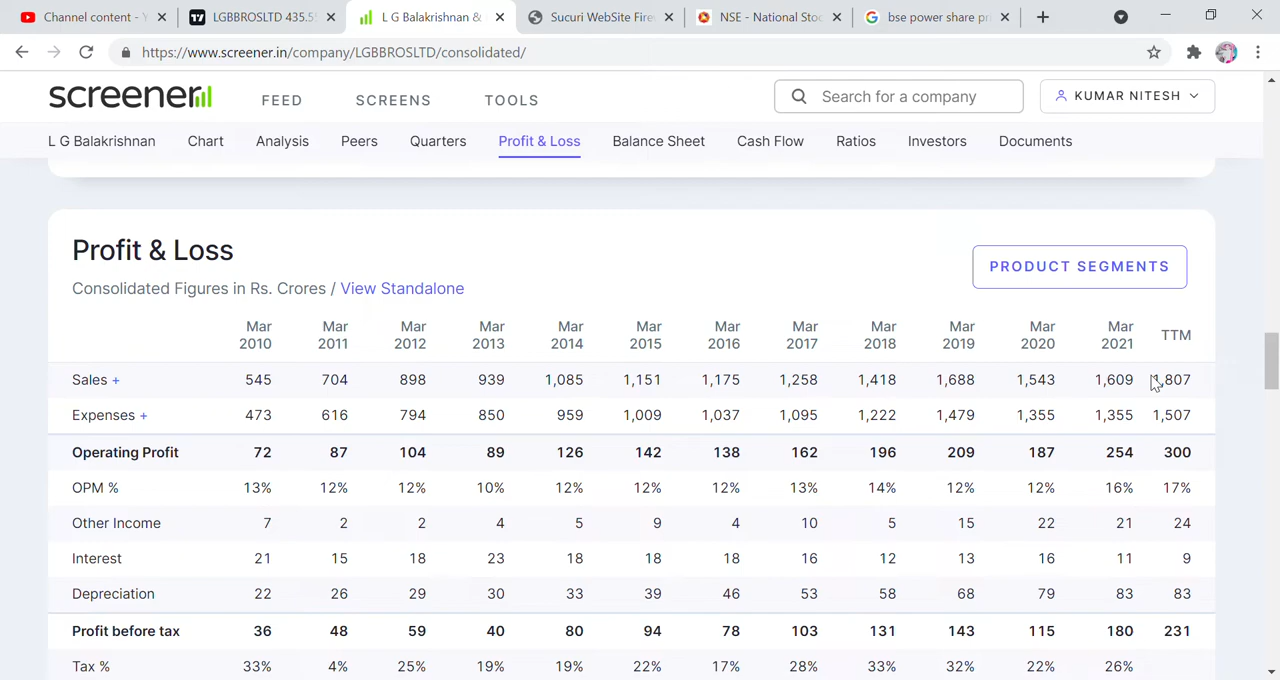 Channel content - Y
LGBBROSLTD 435.5
L G Balakrishnan &
Sucuri WebSite Fire
NSE - National Stoc
bse power share pri
https://www.screener.in/company/LGBBROSLTD/consolidated/
screener
FEED
SCREENS
TOOLS
Search for a company
KUMAR NITESH
L G Balakrishnan Chart Analysis Peers Quarters Profit & Loss Balance Sheet Cash Flow Ratios Investors Documents
Profit & Loss
PRODUCT SEGMENTS
Consolidated Figures in Rs. Crores / View Standalone
Mar Mar Mar Mar Mar Mar Mar Mar Mar Mar Mar Mar
2010 2011 2012 2013 2014 2015 2016 2017 2018 2019 2020 2021 TTM
Sales + 545 704 898 939 1,085 1,151 1,175 1,258 1,418 1,688 1,543 1,609 1,807
Expenses + 473 616 794 850 959 1,009 1,037 1,095 1,222 1,479 1,355 1,355 1,507
Operating Profit 72 87 104 89 126 142 138 162 196 209 187 254 300
OPM % 13% 12% 12% 10% 12% 12% 12% 13% 14% 12% 12% 16% 17%
Other Income 7 2 2 4 5 9 4 10 5 15 22 21 24
Interest 21 15 18 23 18 18 18 16 12 13 16 11 9
Depreciation 22 26 29 30 33 39 46 53 58 68 79 83 83
Profit before tax 36 48 59 40 80 94 78 103 131 143 115 180 231
Tax % 33% 4% 25% 19% 19% 22% 17% 28% 33% 32% 22% 26%